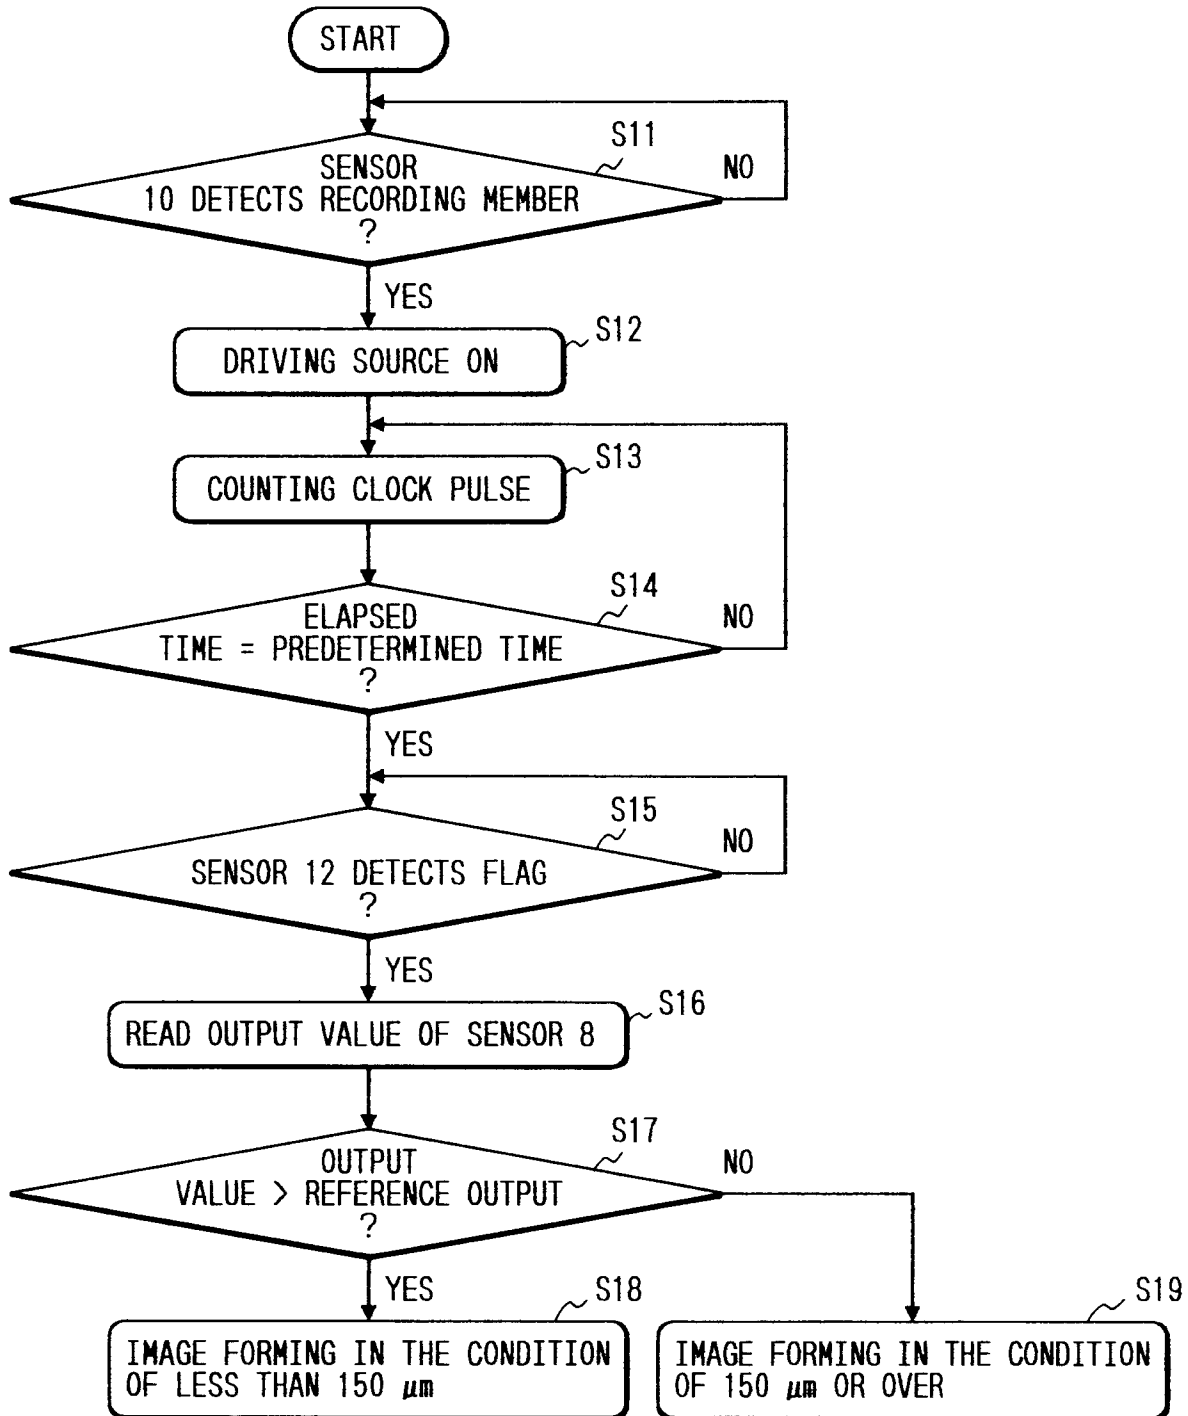 START
S11
SENSOR
NO
10 DETECTS RECORDING MEMBER
?
YES
S12
DRIVING SOURCE ON
S13
COUNTING CLOCK PULSE
S14
ELAPSED
NO
TIME = PREDETERMINED TIME
?
YES
S15
NO
SENSOR 12 DETECTS FLAG
?
YES
S16
READ OUTPUT VALUE OF SENSOR 8
S17
OUTPUT
NO
VALUE > REFERENCE OUTPUT
?
YES
S18
IMAGE FORMING IN THE CONDITION
OF LESS THAN 150 μm
S19
IMAGE FORMING IN THE CONDITION
OF 150 μm OR OVER